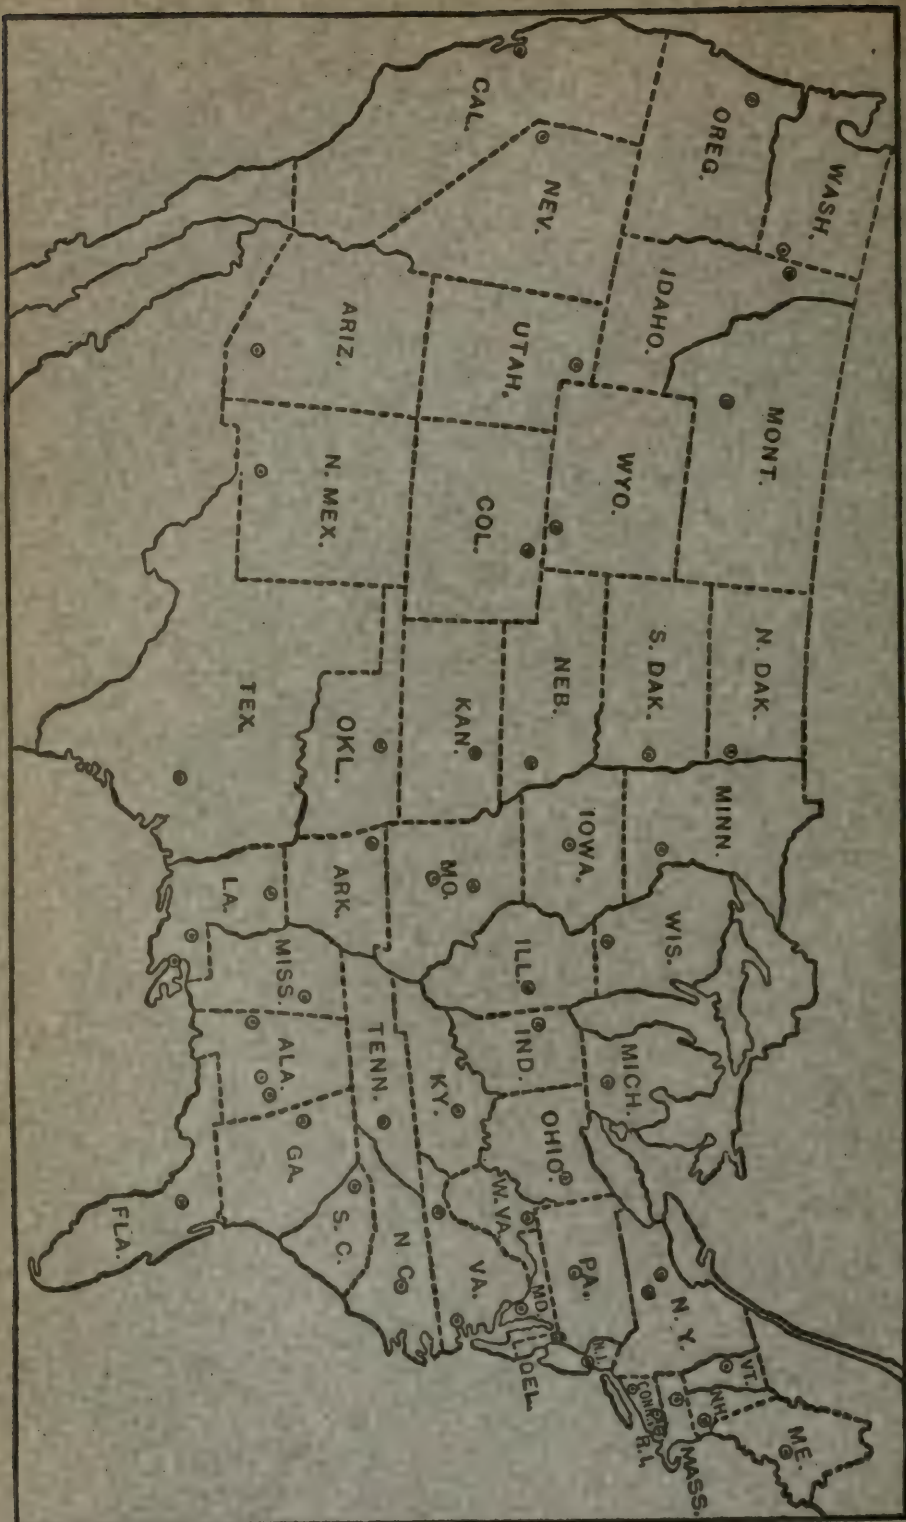 WASH.
OREG.
CAL.
NEV.
IDAHO.
MONT.
WYO.
UTAH.
COL.
ARIZ.
N. MEX.
N. DAK.
S. DAK.
NEB.
KAN.
OKL.
TEX.
MINN.
IOWA.
MO.
ARK.
LA.
WIS.
ILL.
MICH.
IND.
OHIO.
KY.
TENN.
MISS.
ALA.
GA.
FLA.
S. C.
N. C.
VA.
W. VA.
MD.
DEL.
PA.
N.J.
N. Y.
CONN.
R.I.
MASS.
VT.
N.H.
ME.